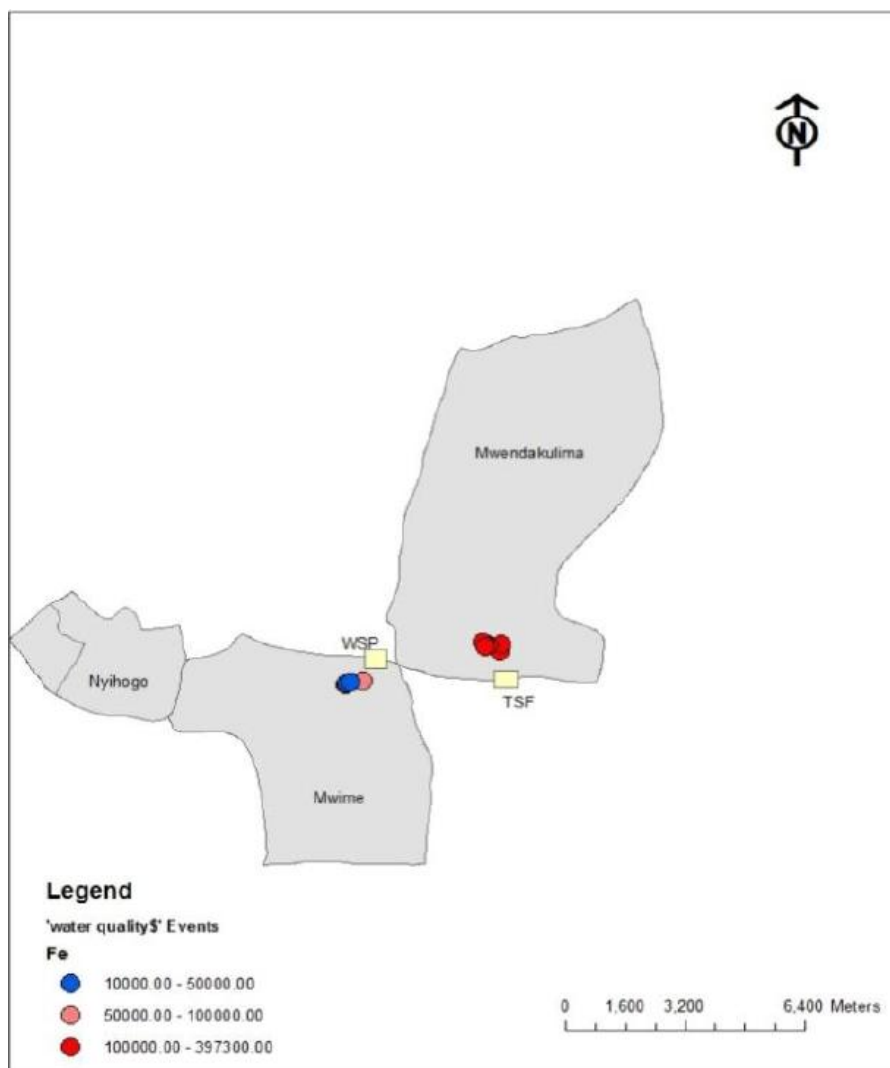 N
Mwendakulima
WSP
Nyihogo
TSF
Mwime
Legend
'water quality$' Events
Fe
10000.00 - 50000.00
50000.00 - 100000.00
100000.00 - 397300.00
0 1,600 3,200 6,400 Meters